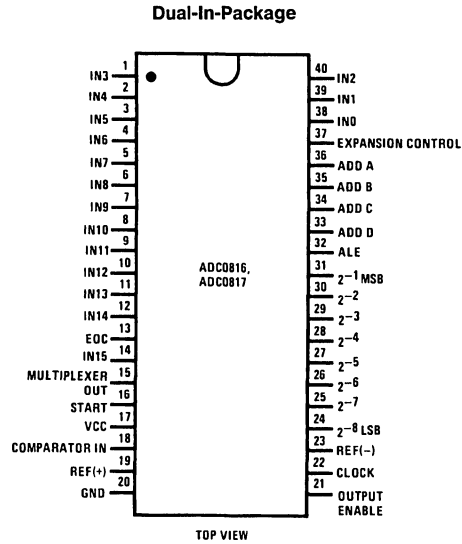 Dual-In-Package
1 IN3
2 IN4
3 IN5
4 IN6
5 IN7
6 IN8
7 IN9
8 IN10
9 IN11
10 IN12
11 IN13
12 IN14
13 EOC
14 IN15
15 MULTIPLEXER
OUT
16 START
17 VCC
18 COMPARATOR IN
19 REF(+)
20 GND
ADC0816,
ADC0817
40 IN2
39 IN1
38 IN0
37 EXPANSION CONTROL
36 ADD A
35 ADD B
34 ADD C
33 ADD D
32 ALE
31 2–1 MSB
30 2–2
29 2–3
28 2–4
27 2–5
26 2–6
25 2–7
24 2–8 LSB
23 REF(–)
22 CLOCK
21 OUTPUT
ENABLE
TOP VIEW